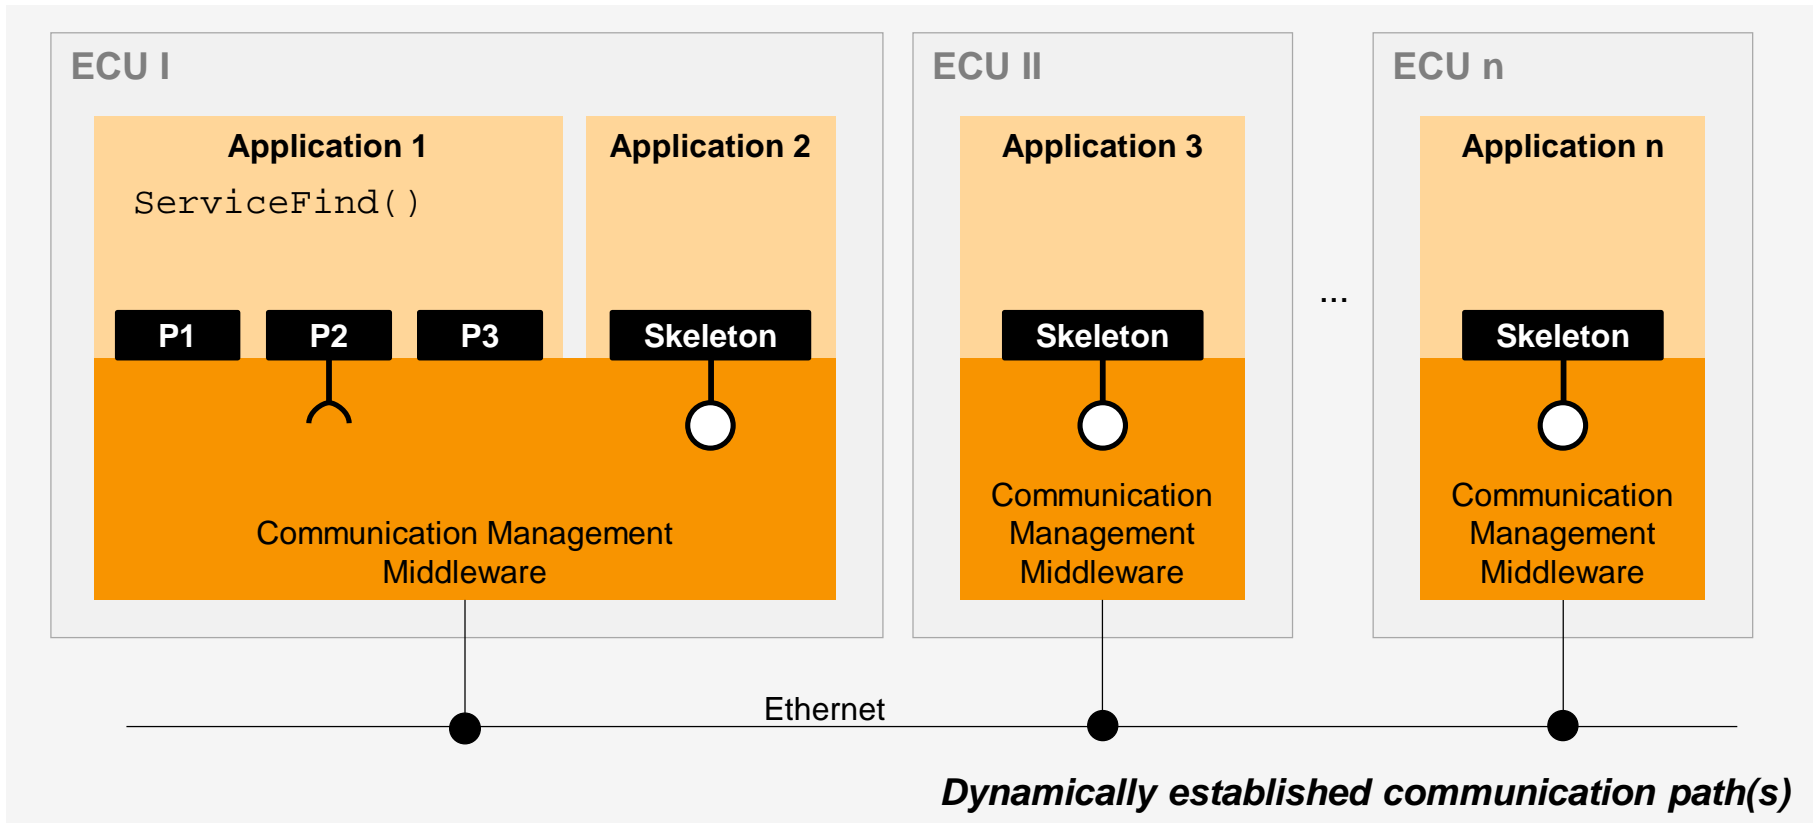 ECU I
Application 1
ServiceFind()
P1
P2
P3
Application 2
Skeleton
Communication Management
Middleware
ECU II
Application 3
Skeleton
Communication
Management
Middleware
...
ECU n
Application n
Skeleton
Communication
Management
Middleware
Ethernet
Dynamically established communication path(s)